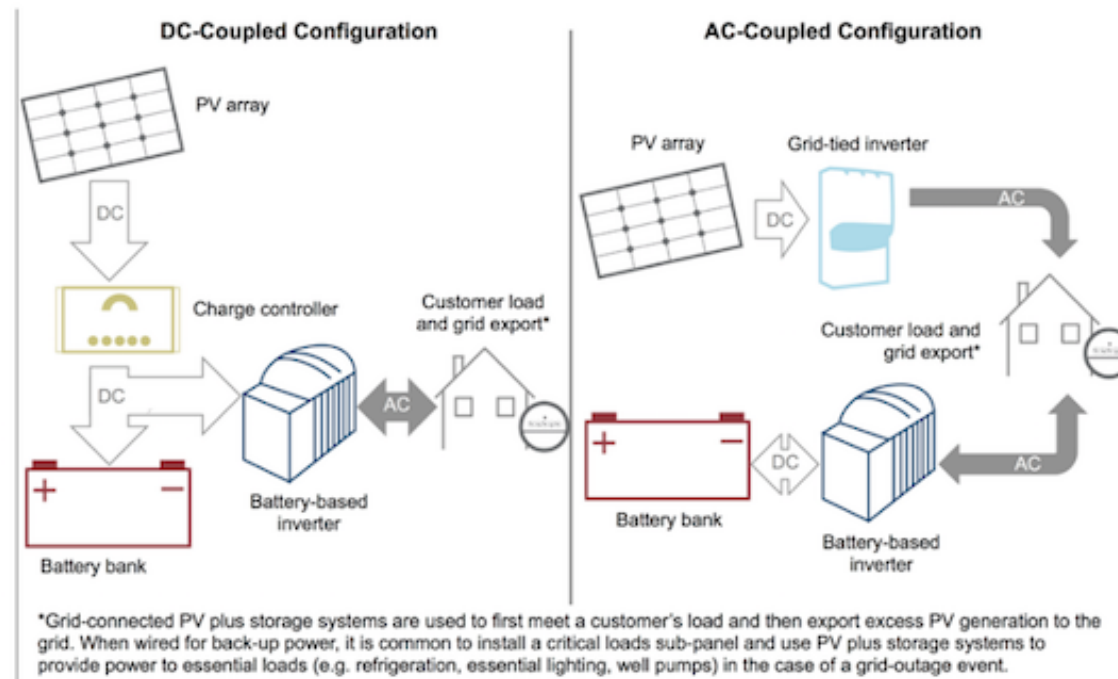 DC-Coupled Configuration
PV array
DC
Charge controller
Customer load
and grid export*
DC
AC
+
−
Battery-based
inverter
Battery bank
AC-Coupled Configuration
PV array
Grid-tied inverter
DC
AC
Customer load and
grid export*
+
−
DC
AC
Battery bank
Battery-based
inverter
*Grid-connected PV plus storage systems are used to first meet a customer's load and then export excess PV generation to the
grid. When wired for back-up power, it is common to install a critical loads sub-panel and use PV plus storage systems to
provide power to essential loads (e.g. refrigeration, essential lighting, well pumps) in the case of a grid-outage event.